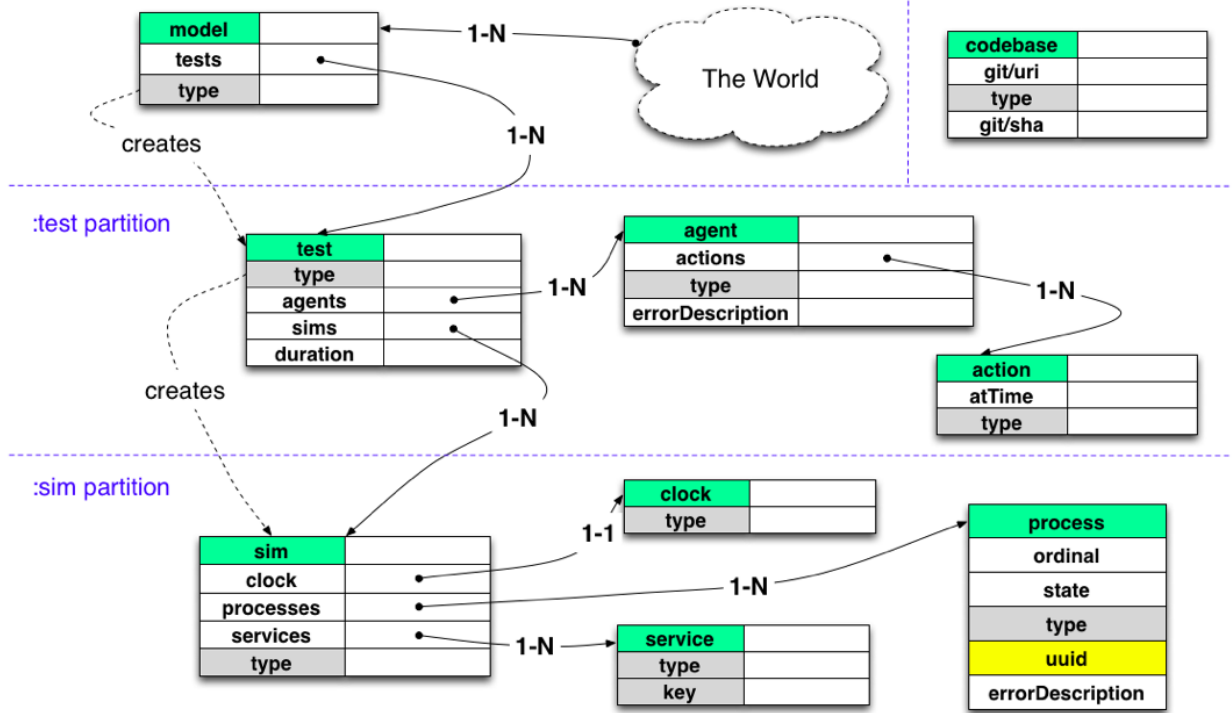 model
tests
type
1-N
The World
codebase
git/uri
type
git/sha
creates
1-N
:test partition
test
type
agents
sims
duration
1-N
agent
actions
type
errorDescription
1-N
action
atTime
type
creates
1-N
:sim partition
sim
clock
processes
services
type
1-1
clock
type
1-N
process
ordinal
state
type
uuid
errorDescription
1-N
service
type
key